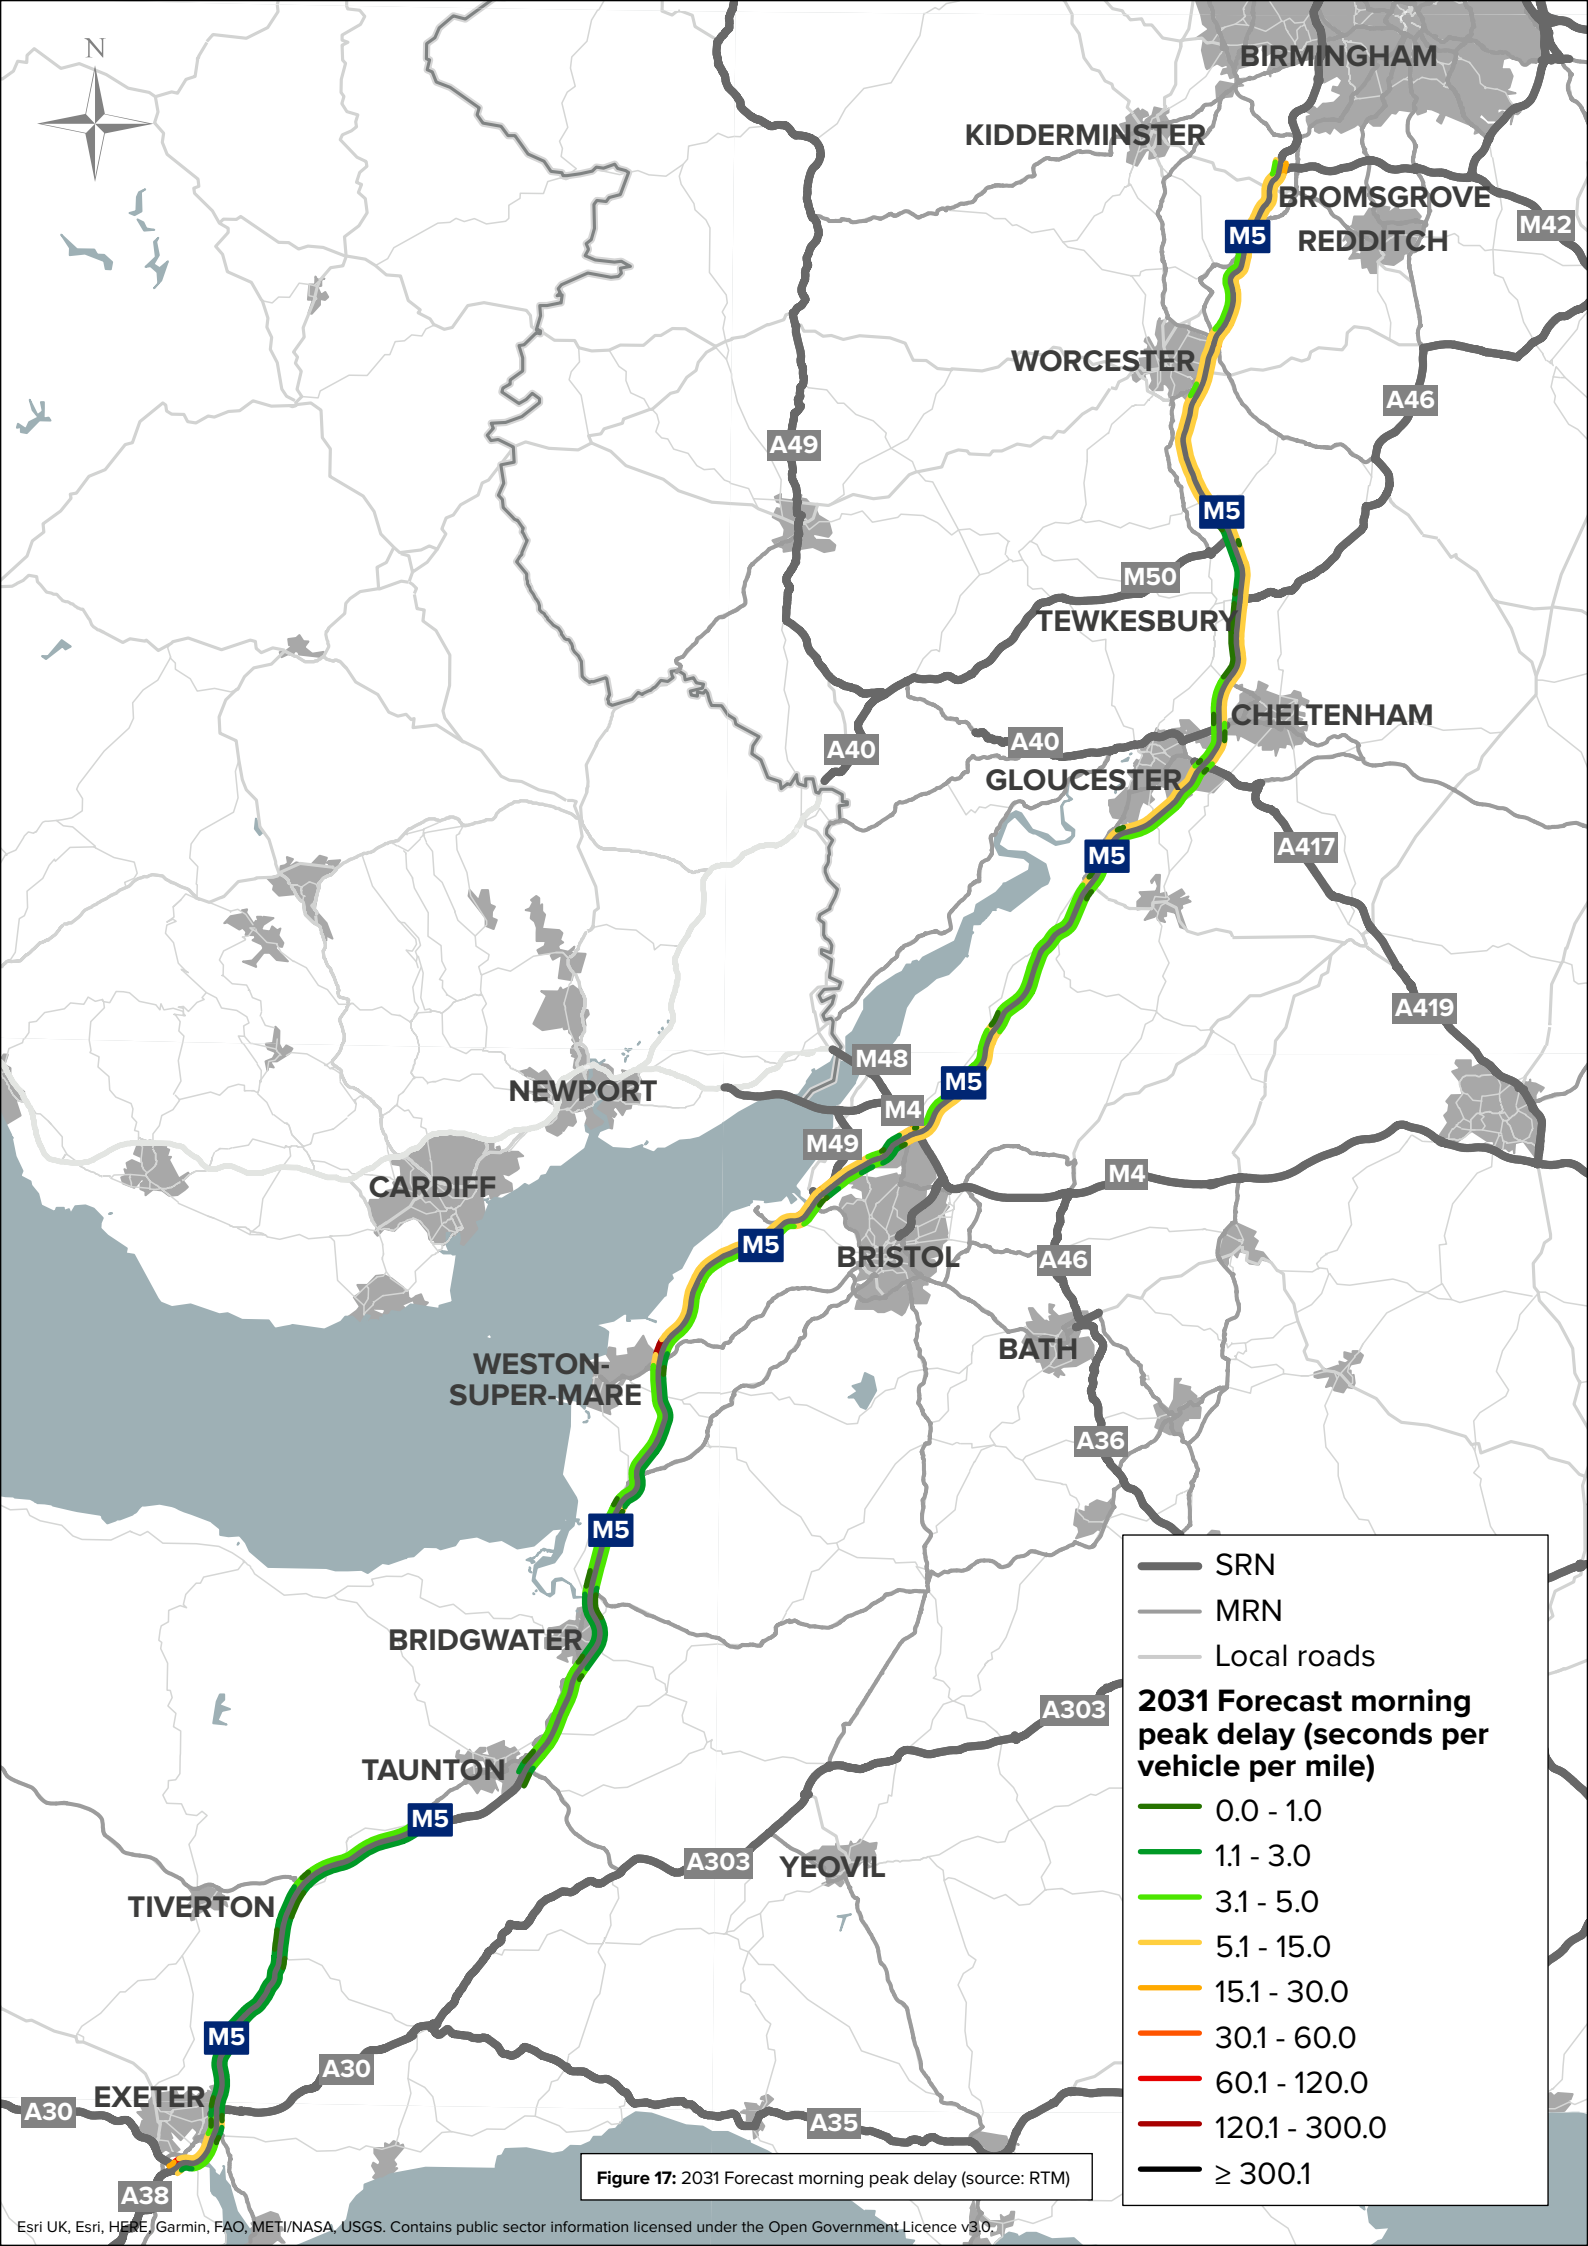 N
BIRMINGHAM
KIDDERMINSTER
BROMSGROVE
M42
M5
REDDITCH
WORCESTER
A46
A49
M5
M50
TEWKESBURY
CHELTENHAM
A40
A40
GLOUCESTER
A417
M5
A419
M48
M5
NEWPORT
M4
M49
M4
CARDIFF
M5
BRISTOL
A46
BATH
WESTON-
SUPER-MARE
A36
M5
BRIDGWATER
A303
TAUNTON
M5
A303
YEOVIL
TIVERTON
M5
A30
EXETER
A30
A35
A38
SRN
MRN
Local roads
2031 Forecast morning
peak delay (seconds per
vehicle per mile)
0.0 - 1.0
1.1 - 3.0
3.1 - 5.0
5.1 - 15.0
15.1 - 30.0
30.1 - 60.0
60.1 - 120.0
120.1 - 300.0
≥ 300.1
Figure 17: 2031 Forecast morning peak delay (source: RTM)
Esri UK, Esri, HERE, Garmin, FAO, METI/NASA, USGS. Contains public sector information licensed under the Open Government Licence v3.0.